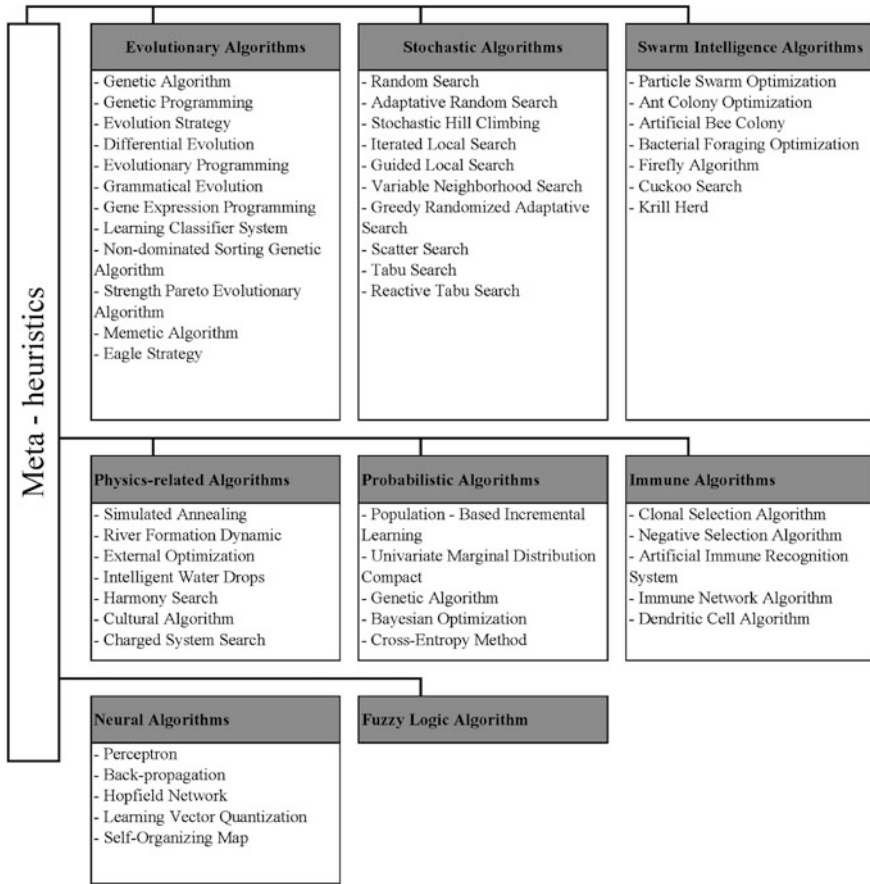 Meta - heuristics
Evolutionary Algorithms
- Genetic Algorithm
- Genetic Programming
- Evolution Strategy
- Differential Evolution
- Evolutionary Programming
- Grammatical Evolution
- Gene Expression Programming
- Learning Classifier System
- Non-dominated Sorting Genetic
Algorithm
- Strength Pareto Evolutionary
Algorithm
- Memetic Algorithm
- Eagle Strategy
Stochastic Algorithms
- Random Search
- Adaptative Random Search
- Stochastic Hill Climbing
- Iterated Local Search
- Guided Local Search
- Variable Neighborhood Search
- Greedy Randomized Adaptative
Search
- Scatter Search
- Tabu Search
- Reactive Tabu Search
Swarm Intelligence Algorithms
- Particle Swarm Optimization
- Ant Colony Optimization
- Artificial Bee Colony
- Bacterial Foraging Optimization
- Firefly Algorithm
- Cuckoo Search
- Krill Herd
Physics-related Algorithms
- Simulated Annealing
- River Formation Dynamic
- External Optimization
- Intelligent Water Drops
- Harmony Search
- Cultural Algorithm
- Charged System Search
Probabilistic Algorithms
- Population - Based Incremental
Learning
- Univariate Marginal Distribution
Compact
- Genetic Algorithm
- Bayesian Optimization
- Cross-Entropy Method
Immune Algorithms
- Clonal Selection Algorithm
- Negative Selection Algorithm
- Artificial Immune Recognition
System
- Immune Network Algorithm
- Dendritic Cell Algorithm
Neural Algorithms
- Perceptron
- Back-propagation
- Hopfield Network
- Learning Vector Quantization
- Self-Organizing Map
Fuzzy Logic Algorithm